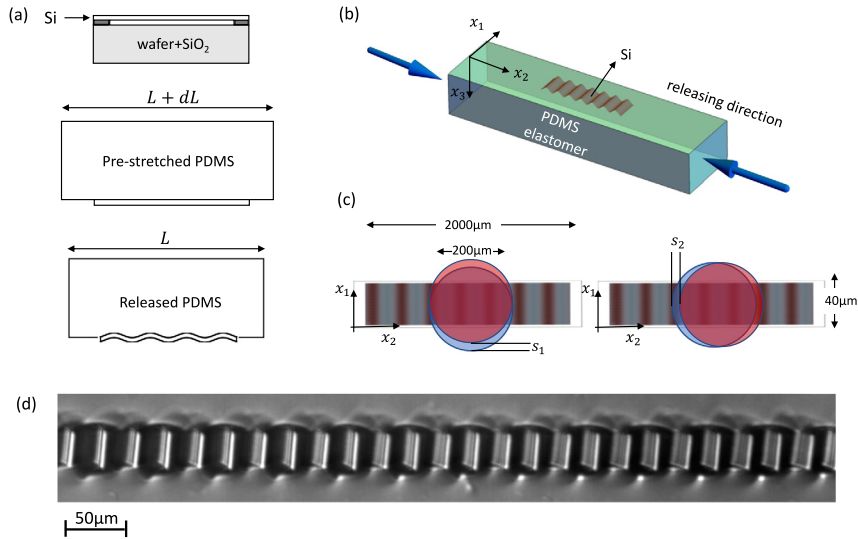 (a)
Si
wafer+SiO₂
L + dL
Pre-stretched PDMS
L
Released PDMS
(b)
x₁
x₂
x₃
Si
releasing direction
PDMS
elastomer
(c)
2000μm
200μm
s₂
x₁
x₂
s₁
x₁
x₂
40μm
(d)
50μm